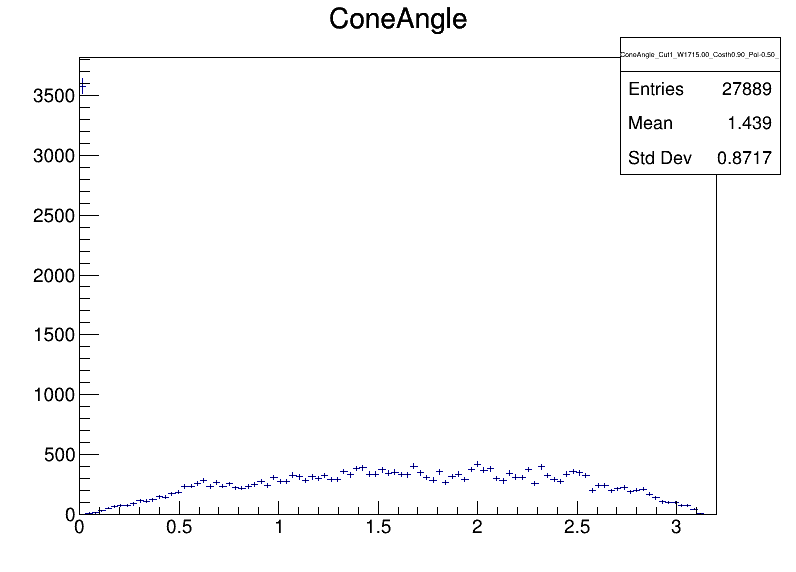 ConeAngle
ConeAngle_Cut1_W1715.00_Costh0.90_Pol-0.50_
Entries 27889
Mean 1.439
Std Dev 0.8717
3500
3000
2500
2000
1500
1000
500
0
0 0.5 1 1.5 2 2.5 3